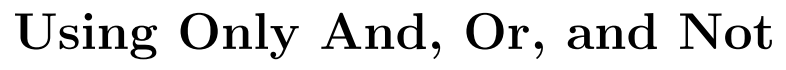 Using Only And, Or, and Not